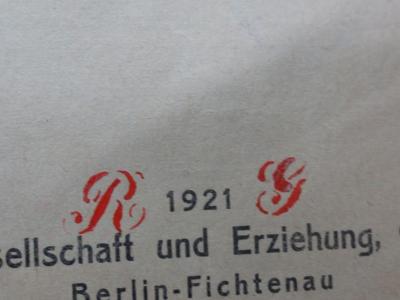 R 1921 G
sellschaft und Erziehung,
Berlin-Fichtenau